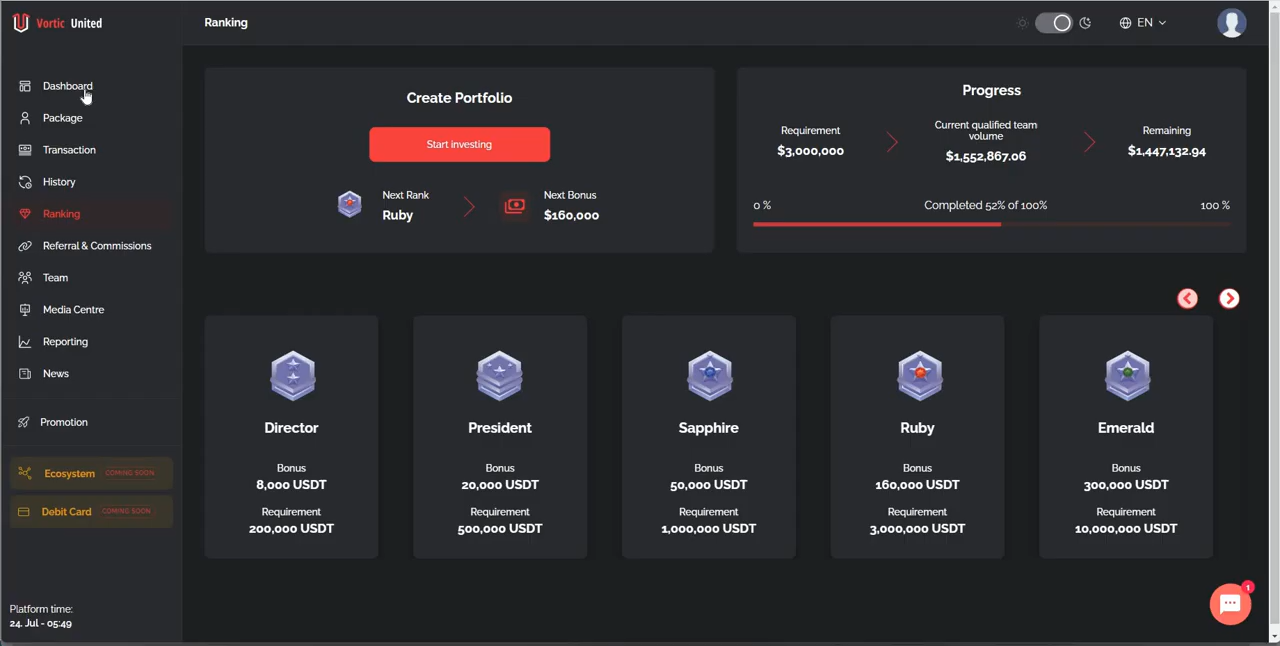 Vortic United
Ranking
EN
Dashboard
Package
Transaction
History
Ranking
Referral & Commissions
Team
Media Centre
Reporting
News
Promotion
Ecosystem COMING SOON
Debit Card COMING SOON
Platform time:
24. Jul - 05:49
Create Portfolio
Start investing
Next Rank
Ruby
Next Bonus
$160,000
Progress
Requirement
$3,000,000
Current qualified team
volume
$1,552,867.06
Remaining
$1,447,132.94
0 %
Completed 52% of 100%
100 %
Director
Bonus
8,000 USDT
Requirement
200,000 USDT
President
Bonus
20,000 USDT
Requirement
500,000 USDT
Sapphire
Bonus
50,000 USDT
Requirement
1,000,000 USDT
Ruby
Bonus
160,000 USDT
Requirement
3,000,000 USDT
Emerald
Bonus
300,000 USDT
Requirement
10,000,000 USDT
1